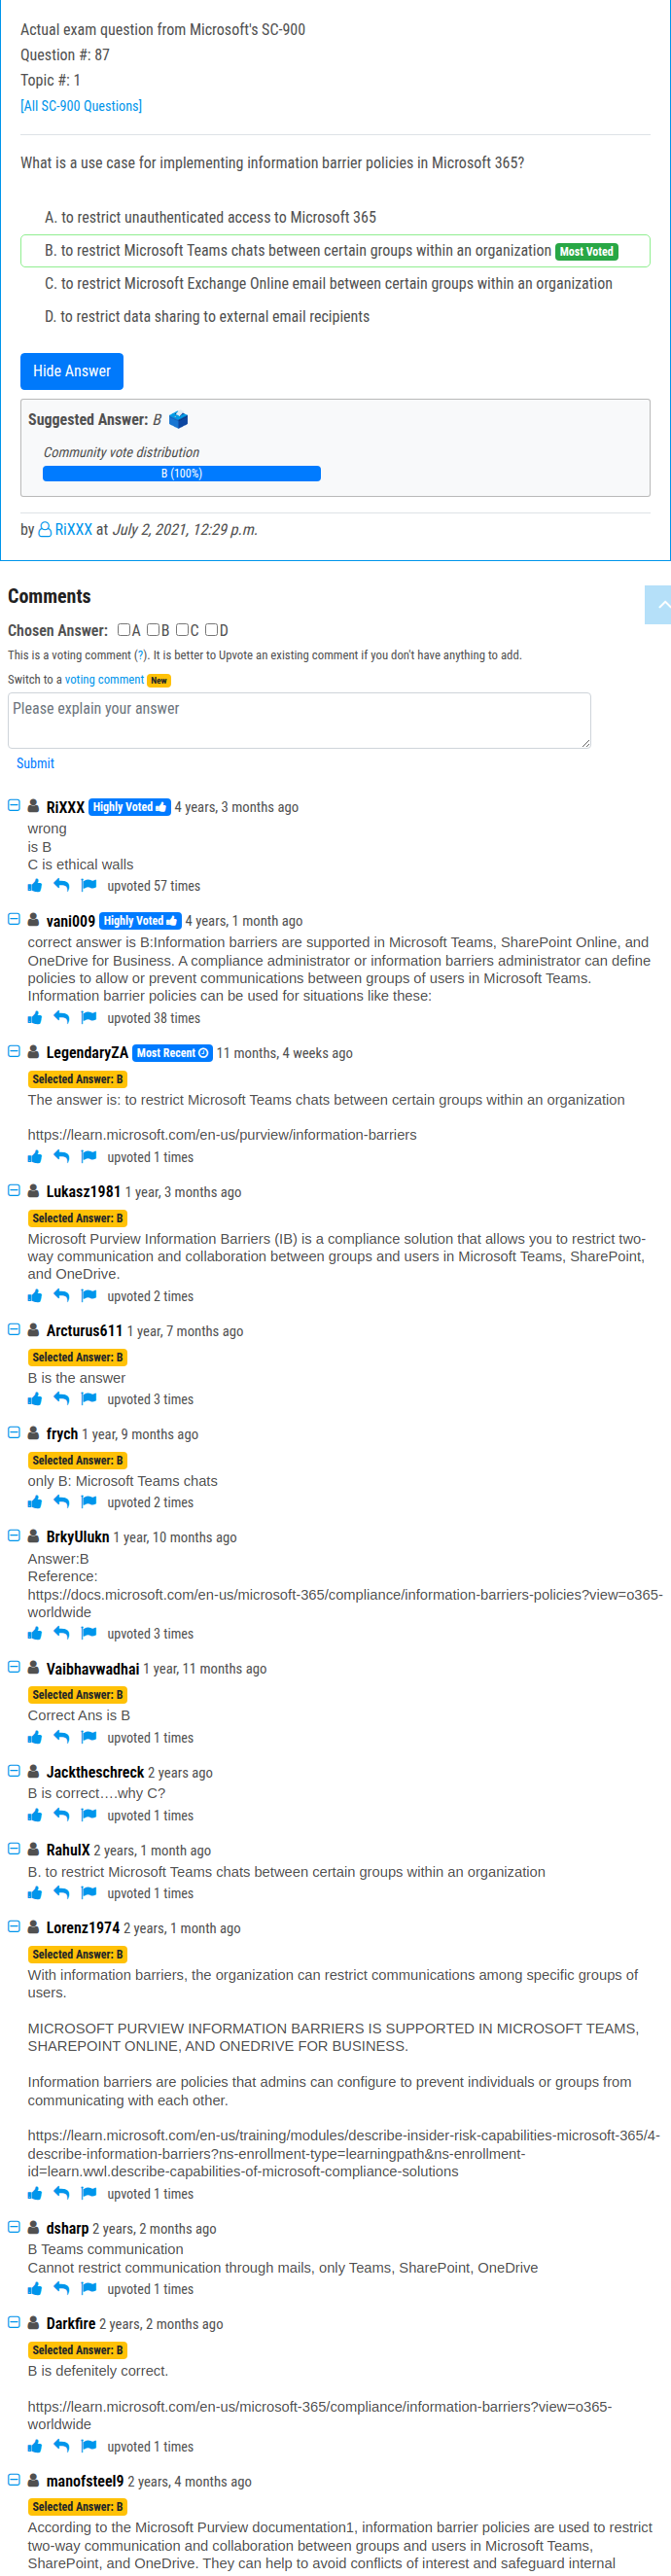 Actual exam question from Microsoft's SC-900
Question #: 87
Topic #: 1
[All SC-900 Questions]
What is a use case for implementing information barrier policies in Microsoft 365?
A. to restrict unauthenticated access to Microsoft 365
B. to restrict Microsoft Teams chats between certain groups within an organization Most Voted
C. to restrict Microsoft Exchange Online email between certain groups within an organization
D. to restrict data sharing to external email recipients
Hide Answer
Suggested Answer: B
Community vote distribution
B (100%)
by RiXXX at July 2, 2021, 12:29 p.m.
Comments
Chosen Answer: A B C D
This is a voting comment (?). It is better to Upvote an existing comment if you don't have anything to add.
Switch to a voting comment New
Please explain your answer
Submit
RiXXX Highly Voted 4 years, 3 months ago
wrong
is B
C is ethical walls
upvoted 57 times
vani009 Highly Voted 4 years, 1 month ago
correct answer is B:Information barriers are supported in Microsoft Teams, SharePoint Online, and
OneDrive for Business. A compliance administrator or information barriers administrator can define
policies to allow or prevent communications between groups of users in Microsoft Teams.
Information barrier policies can be used for situations like these:
upvoted 38 times
LegendaryZA Most Recent 11 months, 4 weeks ago
Selected Answer: B
The answer is: to restrict Microsoft Teams chats between certain groups within an organization
https://learn.microsoft.com/en-us/purview/information-barriers
upvoted 1 times
Lukasz1981 1 year, 3 months ago
Selected Answer: B
Microsoft Purview Information Barriers (IB) is a compliance solution that allows you to restrict two-
way communication and collaboration between groups and users in Microsoft Teams, SharePoint,
and OneDrive.
upvoted 2 times
Arcturus611 1 year, 7 months ago
Selected Answer: B
B is the answer
upvoted 3 times
frych 1 year, 9 months ago
Selected Answer: B
only B: Microsoft Teams chats
upvoted 2 times
BrkyUlukn 1 year, 10 months ago
Answer:B
Reference:
https://docs.microsoft.com/en-us/microsoft-365/compliance/information-barriers-policies?view=o365-
worldwide
upvoted 3 times
Vaibhavwadhai 1 year, 11 months ago
Selected Answer: B
Correct Ans is B
upvoted 1 times
Jacktheschreck 2 years ago
B is correct....why C?
upvoted 1 times
RahulX 2 years, 1 month ago
B. to restrict Microsoft Teams chats between certain groups within an organization
upvoted 1 times
Lorenz1974 2 years, 1 month ago
Selected Answer: B
With information barriers, the organization can restrict communications among specific groups of
users.
MICROSOFT PURVIEW INFORMATION BARRIERS IS SUPPORTED IN MICROSOFT TEAMS,
SHAREPOINT ONLINE, AND ONEDRIVE FOR BUSINESS.
Information barriers are policies that admins can configure to prevent individuals or groups from
communicating with each other.
https://learn.microsoft.com/en-us/training/modules/describe-insider-risk-capabilities-microsoft-365/4-
describe-information-barriers?ns-enrollment-type=learningpath&ns-enrollment-
id=learn.wwl.describe-capabilities-of-microsoft-compliance-solutions
upvoted 1 times
dsharp 2 years, 2 months ago
B Teams communication
Cannot restrict communication through mails, only Teams, SharePoint, OneDrive
upvoted 1 times
Darkfire 2 years, 2 months ago
Selected Answer: B
B is defenitely correct.
https://learn.microsoft.com/en-us/microsoft-365/compliance/information-barriers?view=o365-
worldwide
upvoted 1 times
manofsteel9 2 years, 4 months ago
Selected Answer: B
According to the Microsoft Purview documentation1, information barrier policies are used to restrict
two-way communication and collaboration between groups and users in Microsoft Teams,
SharePoint, and OneDrive. They can help to avoid conflicts of interest and safeguard internal